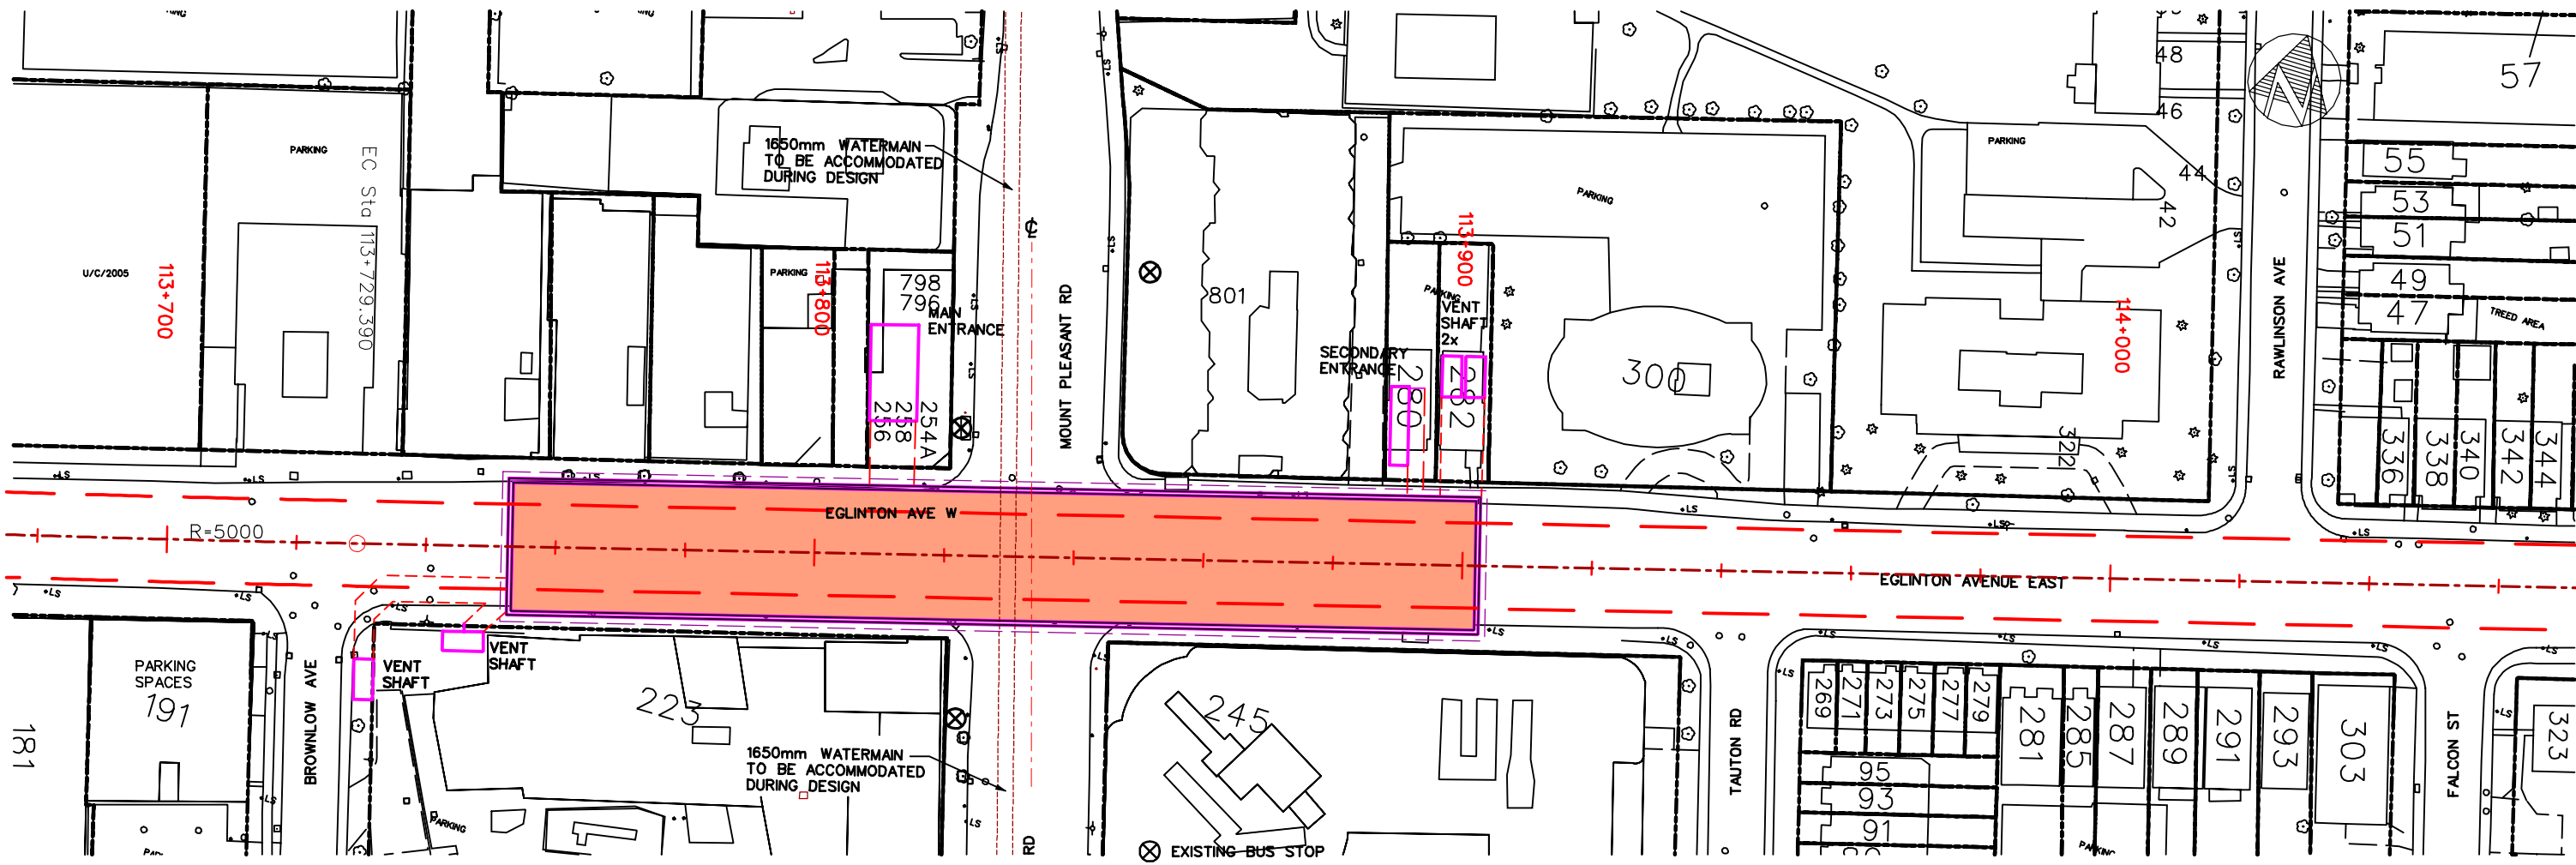 PARKING
1650mm WATERMAIN
TO BE ACCOMMODATED
DURING DESIGN
EC Sta 113+729.390
U/C/2005
113+700
PARKING
113+800
798
796
MAIN
ENTRANCE
256
258
254A
MOUNT PLEASANT RD
801
SECONDARY
ENTRANCE
280
PARKING
113+900
PARKING
VENT
SHAFT
2x
282
300
PARKING
48
46
44
42
322
114+000
RAWLINSON AVE
N
57
55
53
51
49
47
TREED AREA
336
338
340
342
344
R=5000
EGLINTON AVE W
EGLINTON AVENUE EAST
PARKING
SPACES
191
181
BROWNLOW AVE
VENT
SHAFT
VENT
SHAFT
223
1650mm WATERMAIN
TO BE ACCOMMODATED
DURING DESIGN
PARKING
RD
245
EXISTING BUS STOP
TAUTON RD
269
271
273
275
277
279
281
285
287
289
291
293
303
95
93
91
PARKING
FALCON ST
323
LS